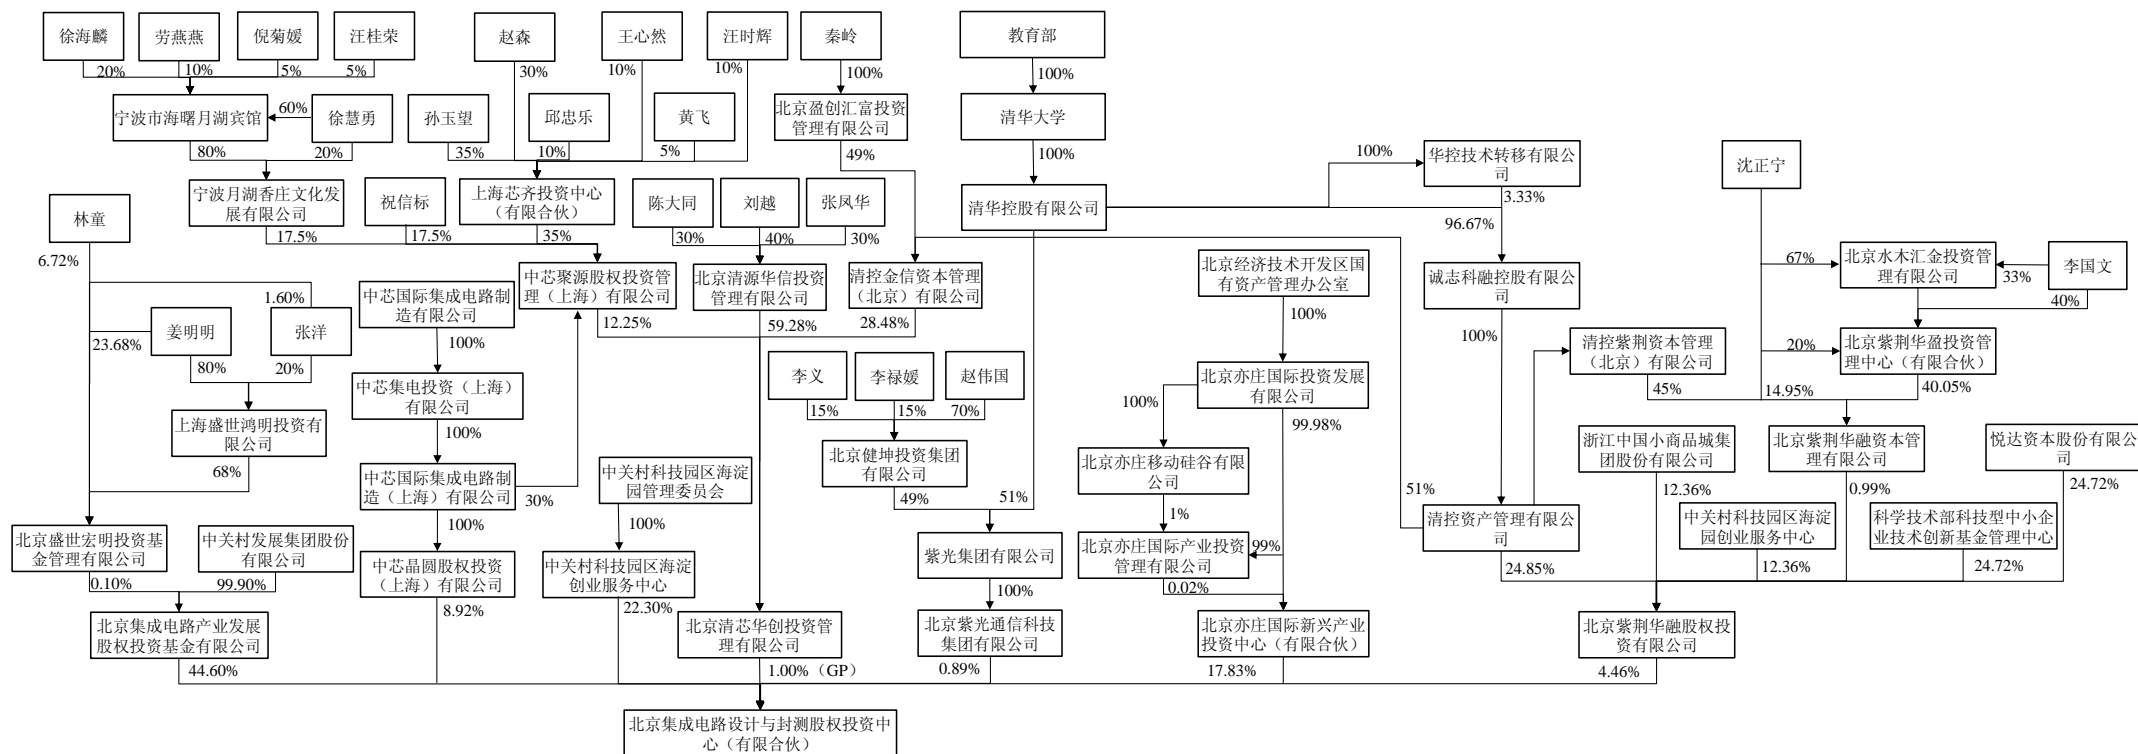 徐海麟
劳燕燕
倪菊媛
汪桂荣
赵森
王心然
汪时辉
秦岭
教育部
20%
10%
5%
5%
30%
10%
10%
100%
100%
宁波市海曙月湖宾馆
60%
徐慧勇
孙玉望
邱忠乐
黄飞
北京盈创汇富投资
管理有限公司
清华大学
80%
20%
35%
10%
5%
49%
100%
100%
华控技术转移有限公
司
沈正宁
宁波月湖香庄文化发
展有限公司
祝信标
上海芯齐投资中心
（有限合伙）
陈大同
刘越
张凤华
清华控股有限公司
3.33%
96.67%
林童
17.5%
17.5%
35%
30%
40%
30%
6.72%
中芯聚源股权投资管
理（上海）有限公司
北京清源华信投资
管理有限公司
清控金信资本管理
（北京）有限公司
北京经济技术开发区国
有资产管理办公室
诚志科融控股有限公
司
67%
北京水木汇金投资管
理有限公司
33%
李国文
40%
1.60%
中芯国际集成电路制
造有限公司
12.25%
59.28%
28.48%
100%
100%
姜明明
张洋
23.68%
80%
20%
100%
清控紫荆资本管理
（北京）有限公司
20%
北京紫荆华盈投资管
理中心（有限合伙）
李义
李禄媛
赵伟国
中芯集电投资（上海）
有限公司
北京亦庄国际投资发展
有限公司
45%
14.95%
40.05%
15%
15%
70%
100%
99.98%
上海盛世鸿明投资有
限公司
100%
68%
北京健坤投资集团
有限公司
北京亦庄移动硅谷有限
公司
浙江中国小商品城集
团股份有限公司
北京紫荆华融资本管
理有限公司
悦达资本股份有限公
司
中芯国际集成电路制
造（上海）有限公司
30%
中关村科技园区海淀
园管理委员会
49%
51%
51%
12.36%
0.99%
24.72%
100%
100%
1%
清控资产管理有限公
司
中关村科技园区海淀
园创业服务中心
科学技术部科技型中小企
业技术创新基金管理中心
北京盛世宏明投资基
金管理有限公司
中关村发展集团股份
有限公司
中芯晶圆股权投资
（上海）有限公司
中关村科技园区海淀
创业服务中心
紫光集团有限公司
北京亦庄国际产业投资
管理有限公司
99%
24.85%
12.36%
24.72%
0.10%
99.90%
8.92%
22.30%
100%
0.02%
北京集成电路产业发展
股权投资基金有限公司
北京清芯华创投资管
理有限公司
北京紫光通信科技
集团有限公司
北京亦庄国际新兴产业
投资中心（有限合伙）
北京紫荆华融股权投
资有限公司
44.60%
1.00%（GP）
0.89%
17.83%
4.46%
北京集成电路设计与封测股权投资中
心（有限合伙）